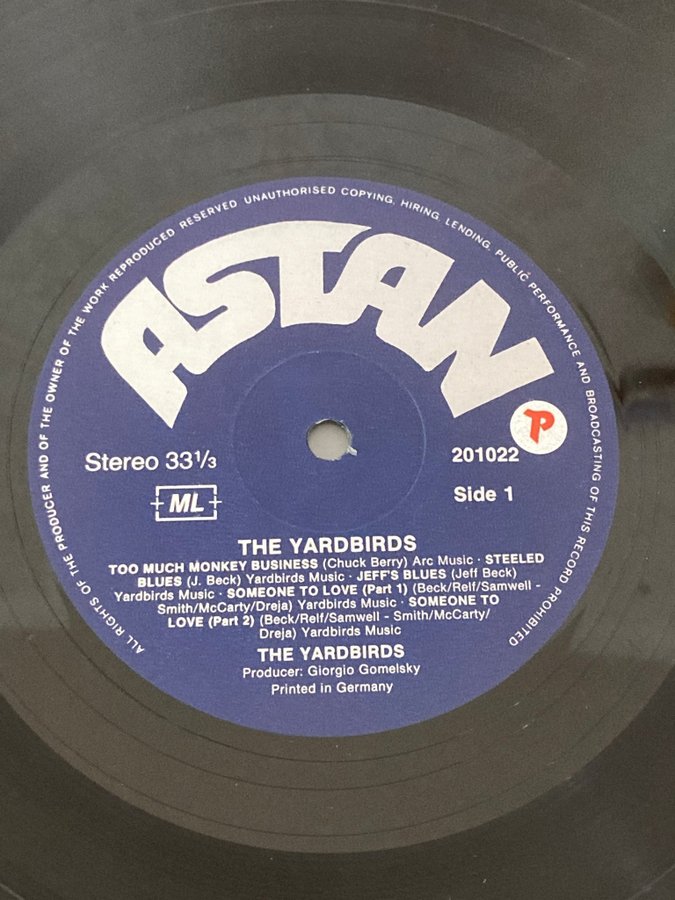 ALL RIGHTS OF THE PRODUCER AND OF THE OWNER OF THE WORK REPRODUCED RESERVED UNAUTHORISED COPYING, HIRING, LENDING, PUBLIC PERFORMANCE AND BROADCASTING OF THIS RECORD PROHIBITED
ASTAN
P
Stereo 33 1/3
201022
ML
Side 1
THE YARDBIRDS
TOO MUCH MONKEY BUSINESS (Chuck Berry) Arc Music · STEELED
BLUES (J. Beck) Yardbirds Music · JEFF'S BLUES (Jeff Beck)
Yardbirds Music · SOMEONE TO LOVE (Part 1) (Beck/Relf/Samwell -
Smith/McCarty/Dreja) Yardbirds Music · SOMEONE TO
LOVE (Part 2) (Beck/Relf/Samwell - Smith/McCarty/
Dreja) Yardbirds Music
THE YARDBIRDS
Producer: Giorgio Gomelsky
Printed in Germany